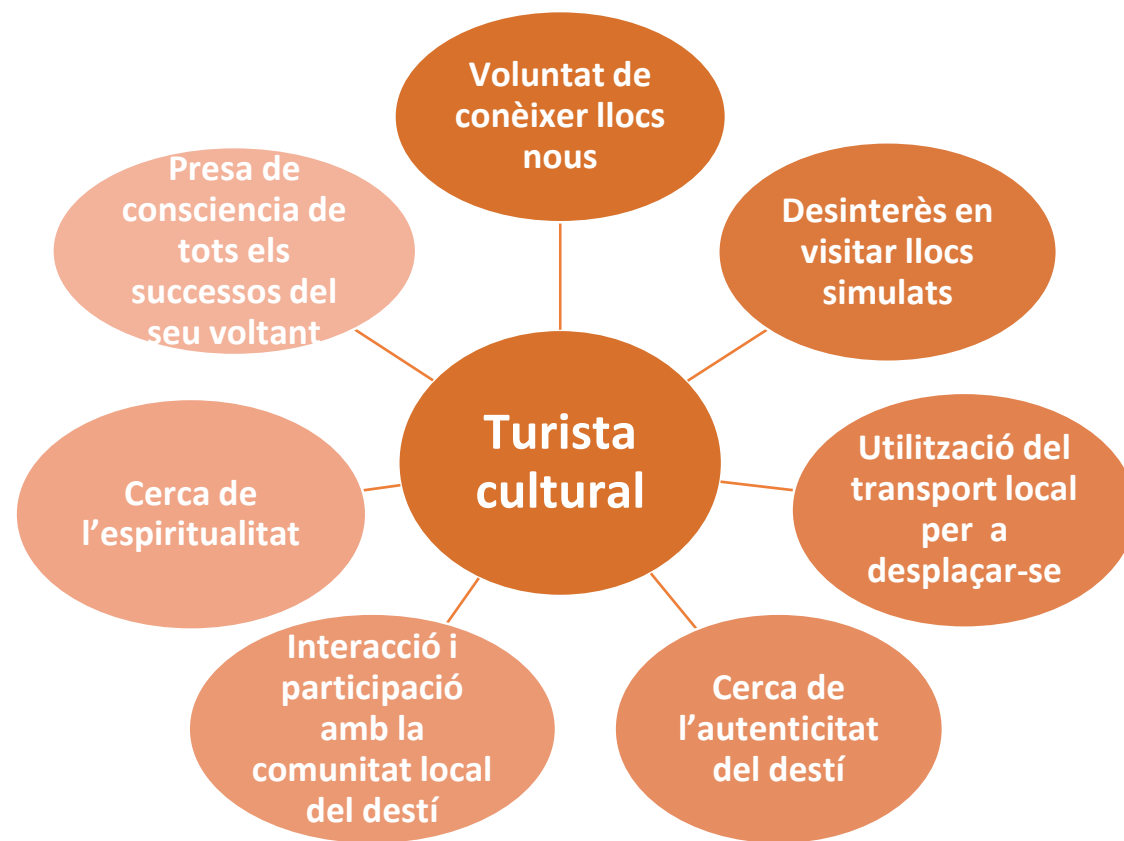 Voluntat de
conèixer llocs
nous
Desinterès en
visitar llocs
simulats
Utilització del
transport local
per  a
desplaçar-se
Cerca de
l’autenticitat
del destí
Interacció i
participació
amb la
comunitat local
del destí
Cerca de
l’espiritualitat
Presa de
consciencia de
tots els
successos del
seu voltant
Turista
cultural